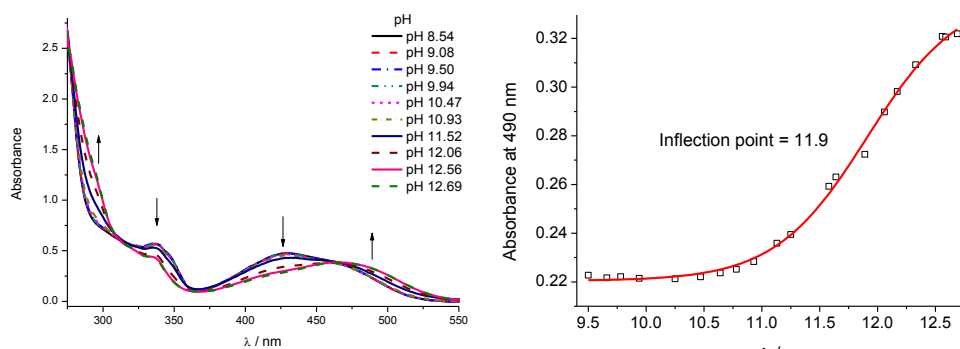 pH
pH 8.54
pH 9.08
pH 9.50
pH 9.94
pH 10.47
pH 10.93
pH 11.52
pH 12.06
pH 12.56
pH 12.69
2.5
2.0
1.5
1.0
0.5
0.0
Absorbance
250 300 350 400 450 500 550
λ / nm
0.32
0.30
0.28
0.26
0.24
0.22
Absorbance at 490 nm
Inflection point = 11.9
9.5 10.0 10.5 11.0 11.5 12.0 12.5